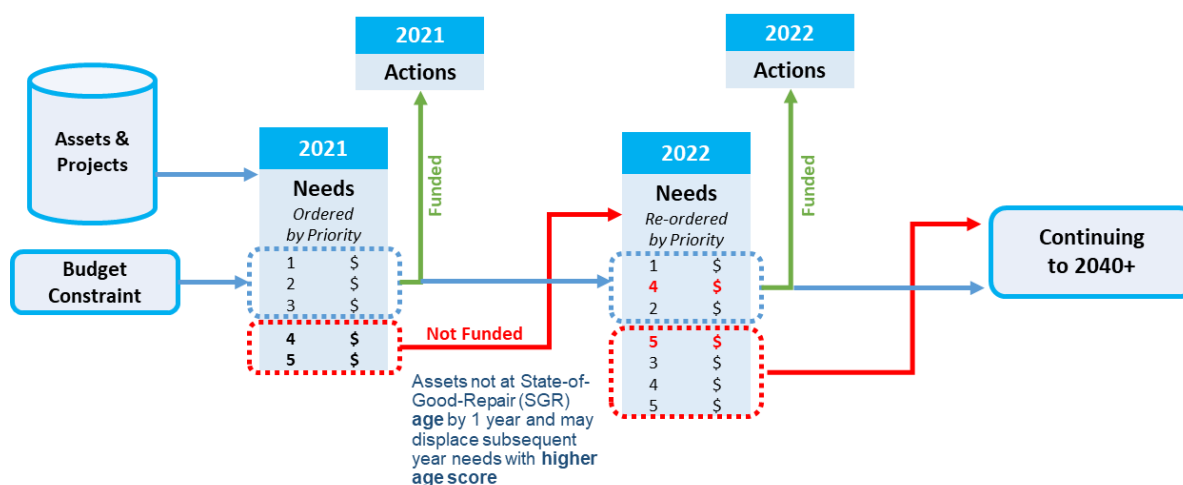 2021
Actions
2022
Actions
Assets &
Projects
2021
Needs
Ordered
by Priority
1 $
2 $
3 $
4 $
5 $
Funded
Budget
Constraint
Not Funded
Assets not at State-of-
Good-Repair (SGR)
age by 1 year and may
displace subsequent
year needs with higher
age score
2022
Needs
Re-ordered
by Priority
1 $
4 $
2 $
5 $
3 $
4 $
5 $
Funded
Continuing
to 2040+